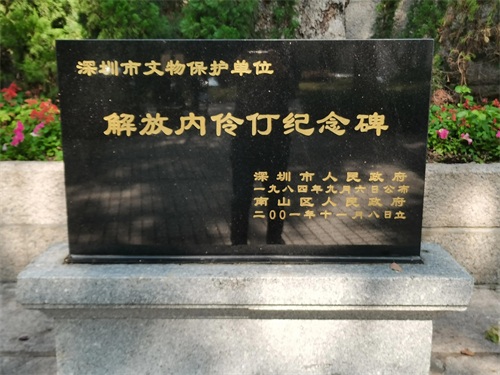 深圳市文物保护单位
解放内伶仃纪念碑
深圳市人民政府
一九八四年九月六日公布
南山区人民政府
二〇〇一年十一月八日立